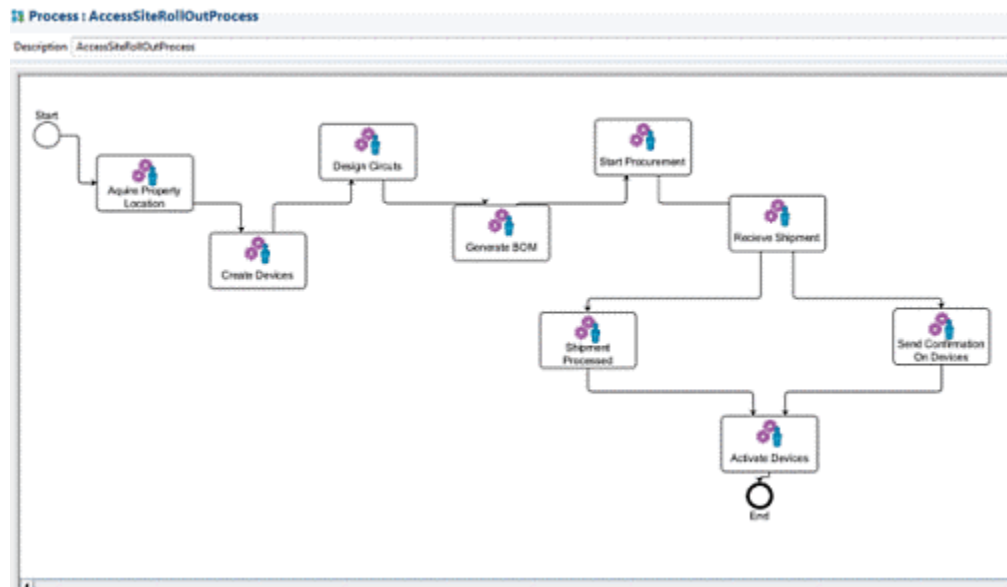 Process : AccessSiteRollOutProcess
Description AccessSiteRollOutProcess
Start
Aquire Property
Location
Create Devices
Design Circuts
Generate BOM
Start Procurement
Recieve Shipment
Shipment
Processed
Send Confirmation
On Devices
Activate Devices
End